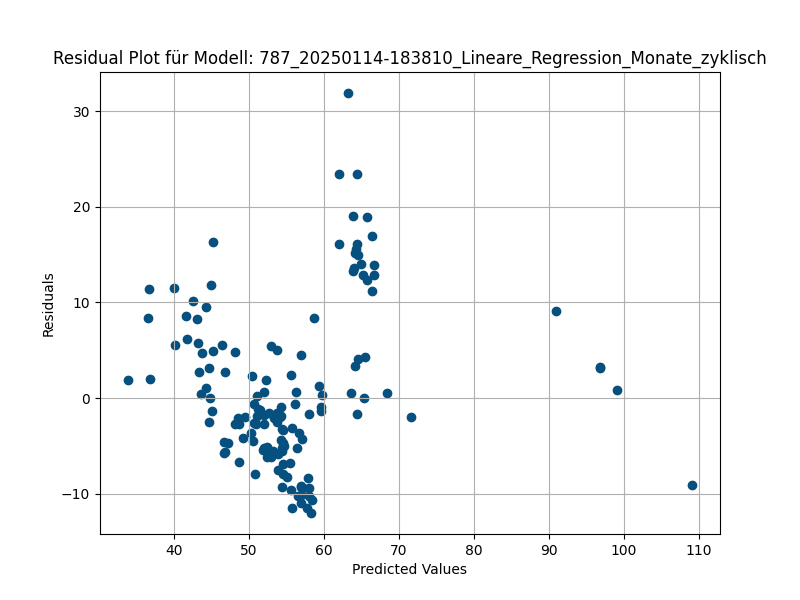 Residual Plot für Modell: 787_20250114-183810_Lineare_Regression_Monate_zyklisch
30
20
10
0
−10
Residuals
40 50 60 70 80 90 100 110
Predicted Values